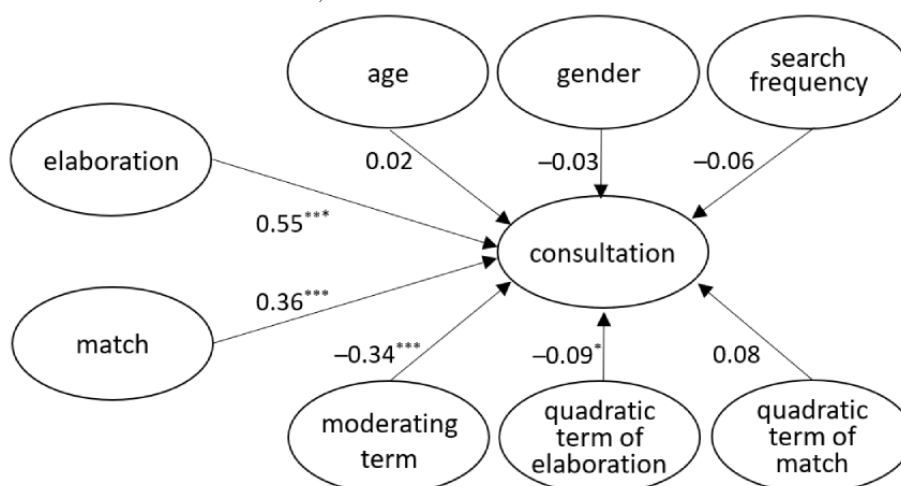 age
gender
search
frequency
elaboration
0.02
–0.03
–0.06
0.55***
consultation
0.36***
match
–0.34***
–0.09*
0.08
moderating
term
quadratic
term of
elaboration
quadratic
term of
match